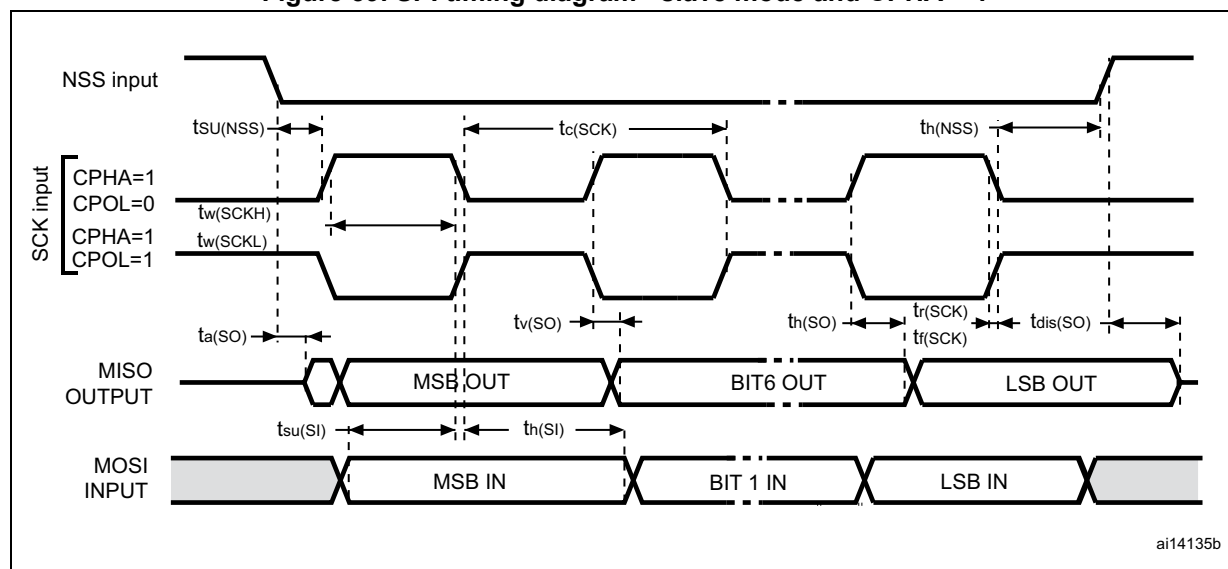 NSS input
tSU(NSS)
tc(SCK)
th(NSS)
SCK input
CPHA=1
CPOL=0
tw(SCKH)
CPHA=1
tw(SCKL)
CPOL=1
ta(SO)
tv(SO)
th(SO)
tr(SCK)
tf(SCK)
tdis(SO)
MISO
OUTPUT
MSB OUT
BIT6 OUT
LSB OUT
tsu(SI)
th(SI)
MOSI
INPUT
MSB IN
BIT 1 IN
LSB IN
ai14135b